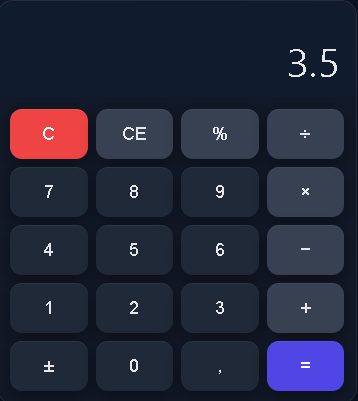 3.5
C CE % ÷
7 8 9 ×
4 5 6 −
1 2 3 +
± 0 , =